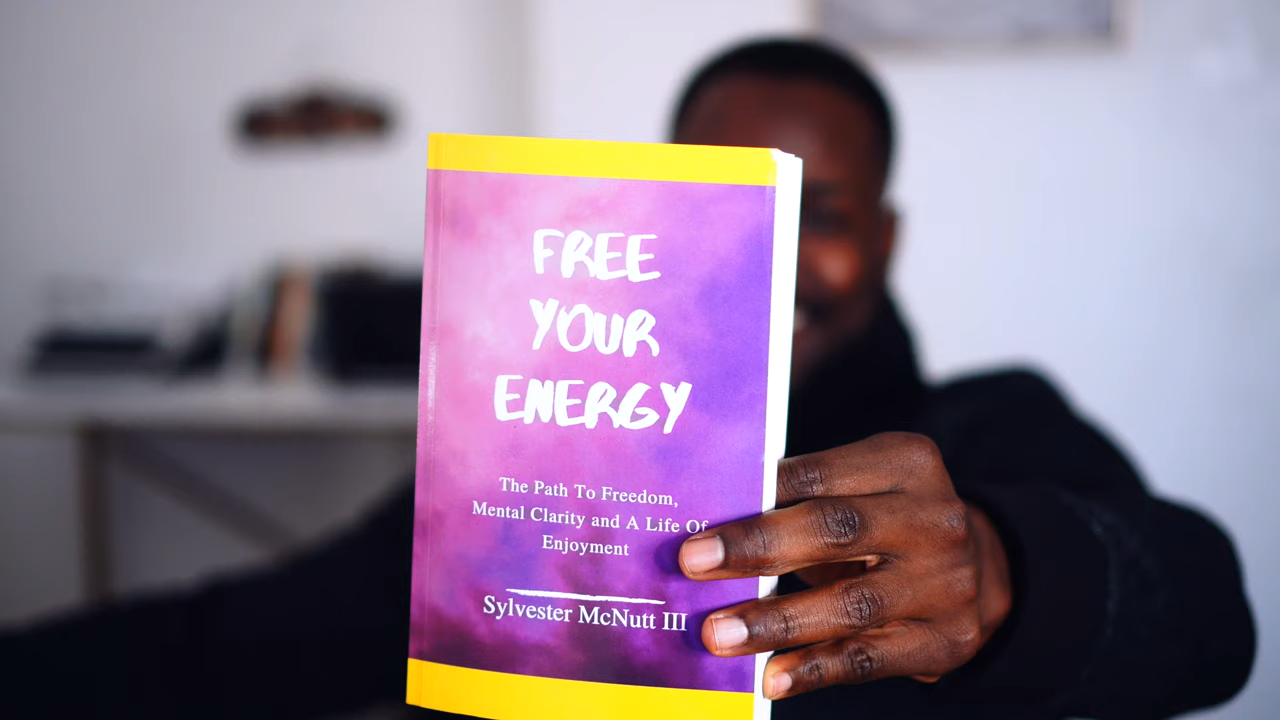 FREE
YOUR
ENERGY
The Path To Freedom,
Mental Clarity and A Life Of
Enjoyment
Sylvester McNutt III